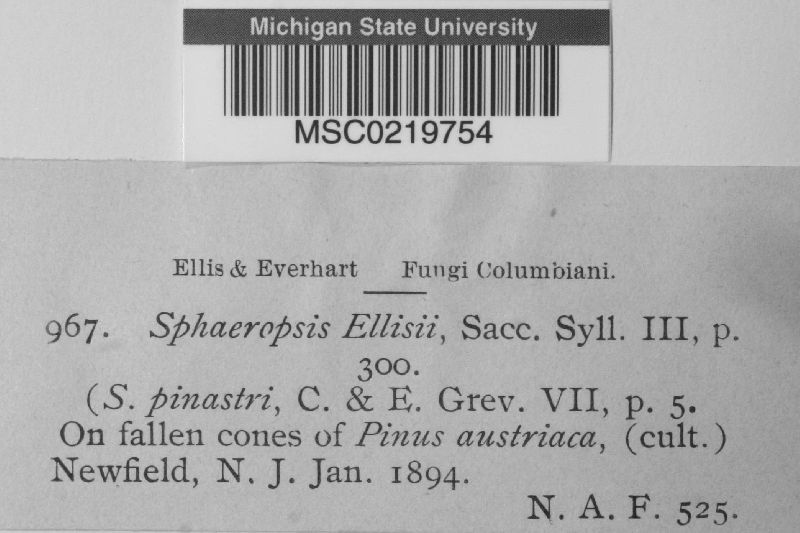 Michigan State University
MSC0219754
Ellis & Everhart Fungi Columbiani.
967. Sphaeropsis Ellisii, Sacc. Syll. III, p.
300.
(S. pinastri, C. & E. Grev. VII, p. 5.
On fallen cones of Pinus austriaca, (cult.)
Newfield, N. J. Jan. 1894.
N. A. F. 525.